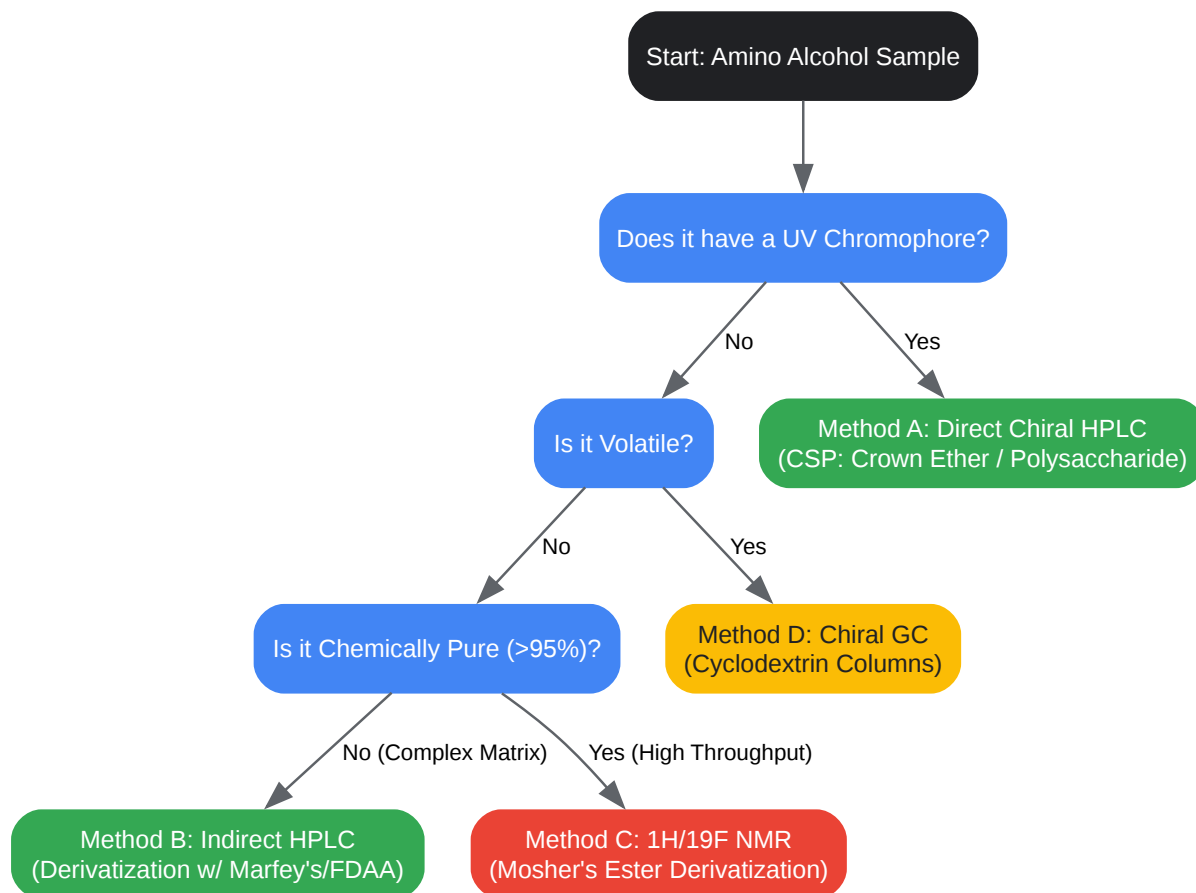 Start: Amino Alcohol Sample
Does it have a UV Chromophore?
No
Yes
Is it Volatile?
Method A: Direct Chiral HPLC
(CSP: Crown Ether / Polysaccharide)
No
Yes
Is it Chemically Pure (>95%)?
Method D: Chiral GC
(Cyclodextrin Columns)
No (Complex Matrix)
Yes (High Throughput)
Method B: Indirect HPLC
(Derivatization w/ Marfey's/FDAA)
Method C: 1H/19F NMR
(Mosher's Ester Derivatization)